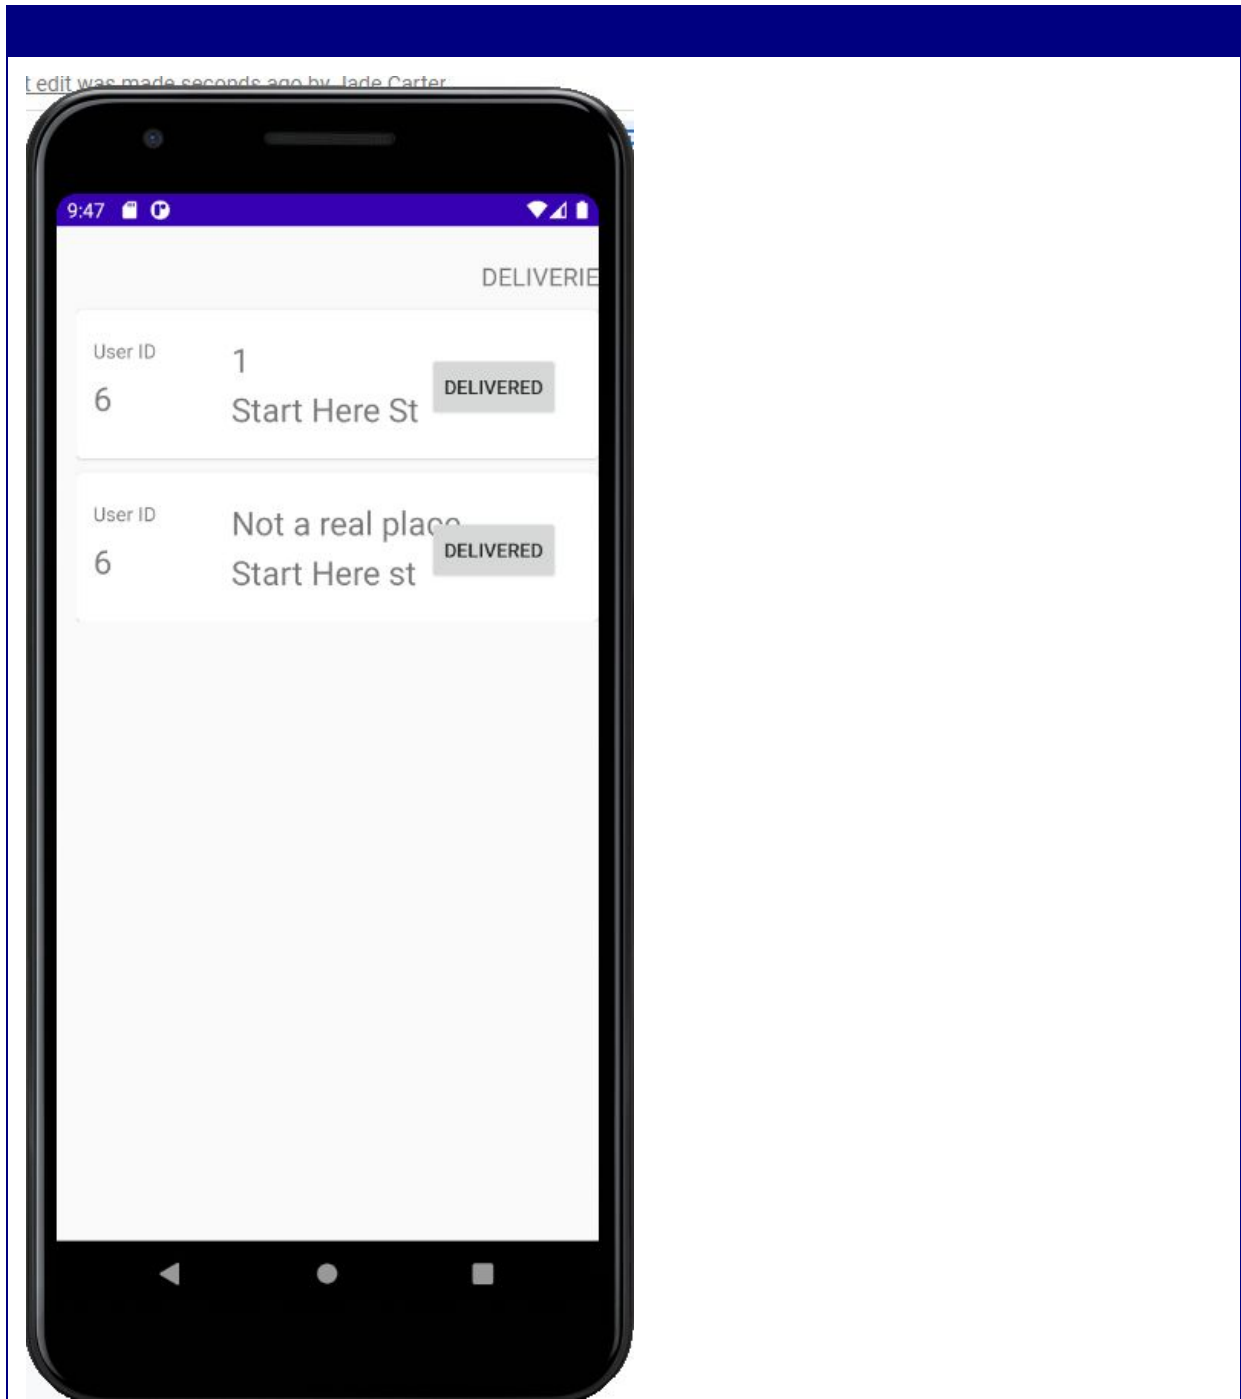 t edit was made seconds ago by Jade Carter
9:47
DELIVERIE
User ID
1
6
Start Here St
DELIVERED
User ID
Not a real place
6
Start Here st
DELIVERED